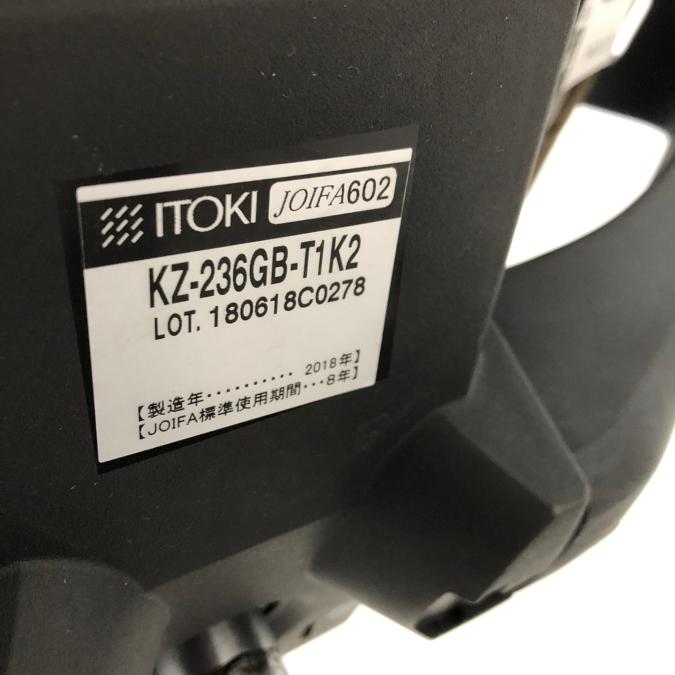 ITOKI JOIFA602
KZ-236GB-T1K2
LOT. 180618C0278
【製造年・・・・・・・・・・ 2018年】
【JOIFA標準使用期間・・・8年】